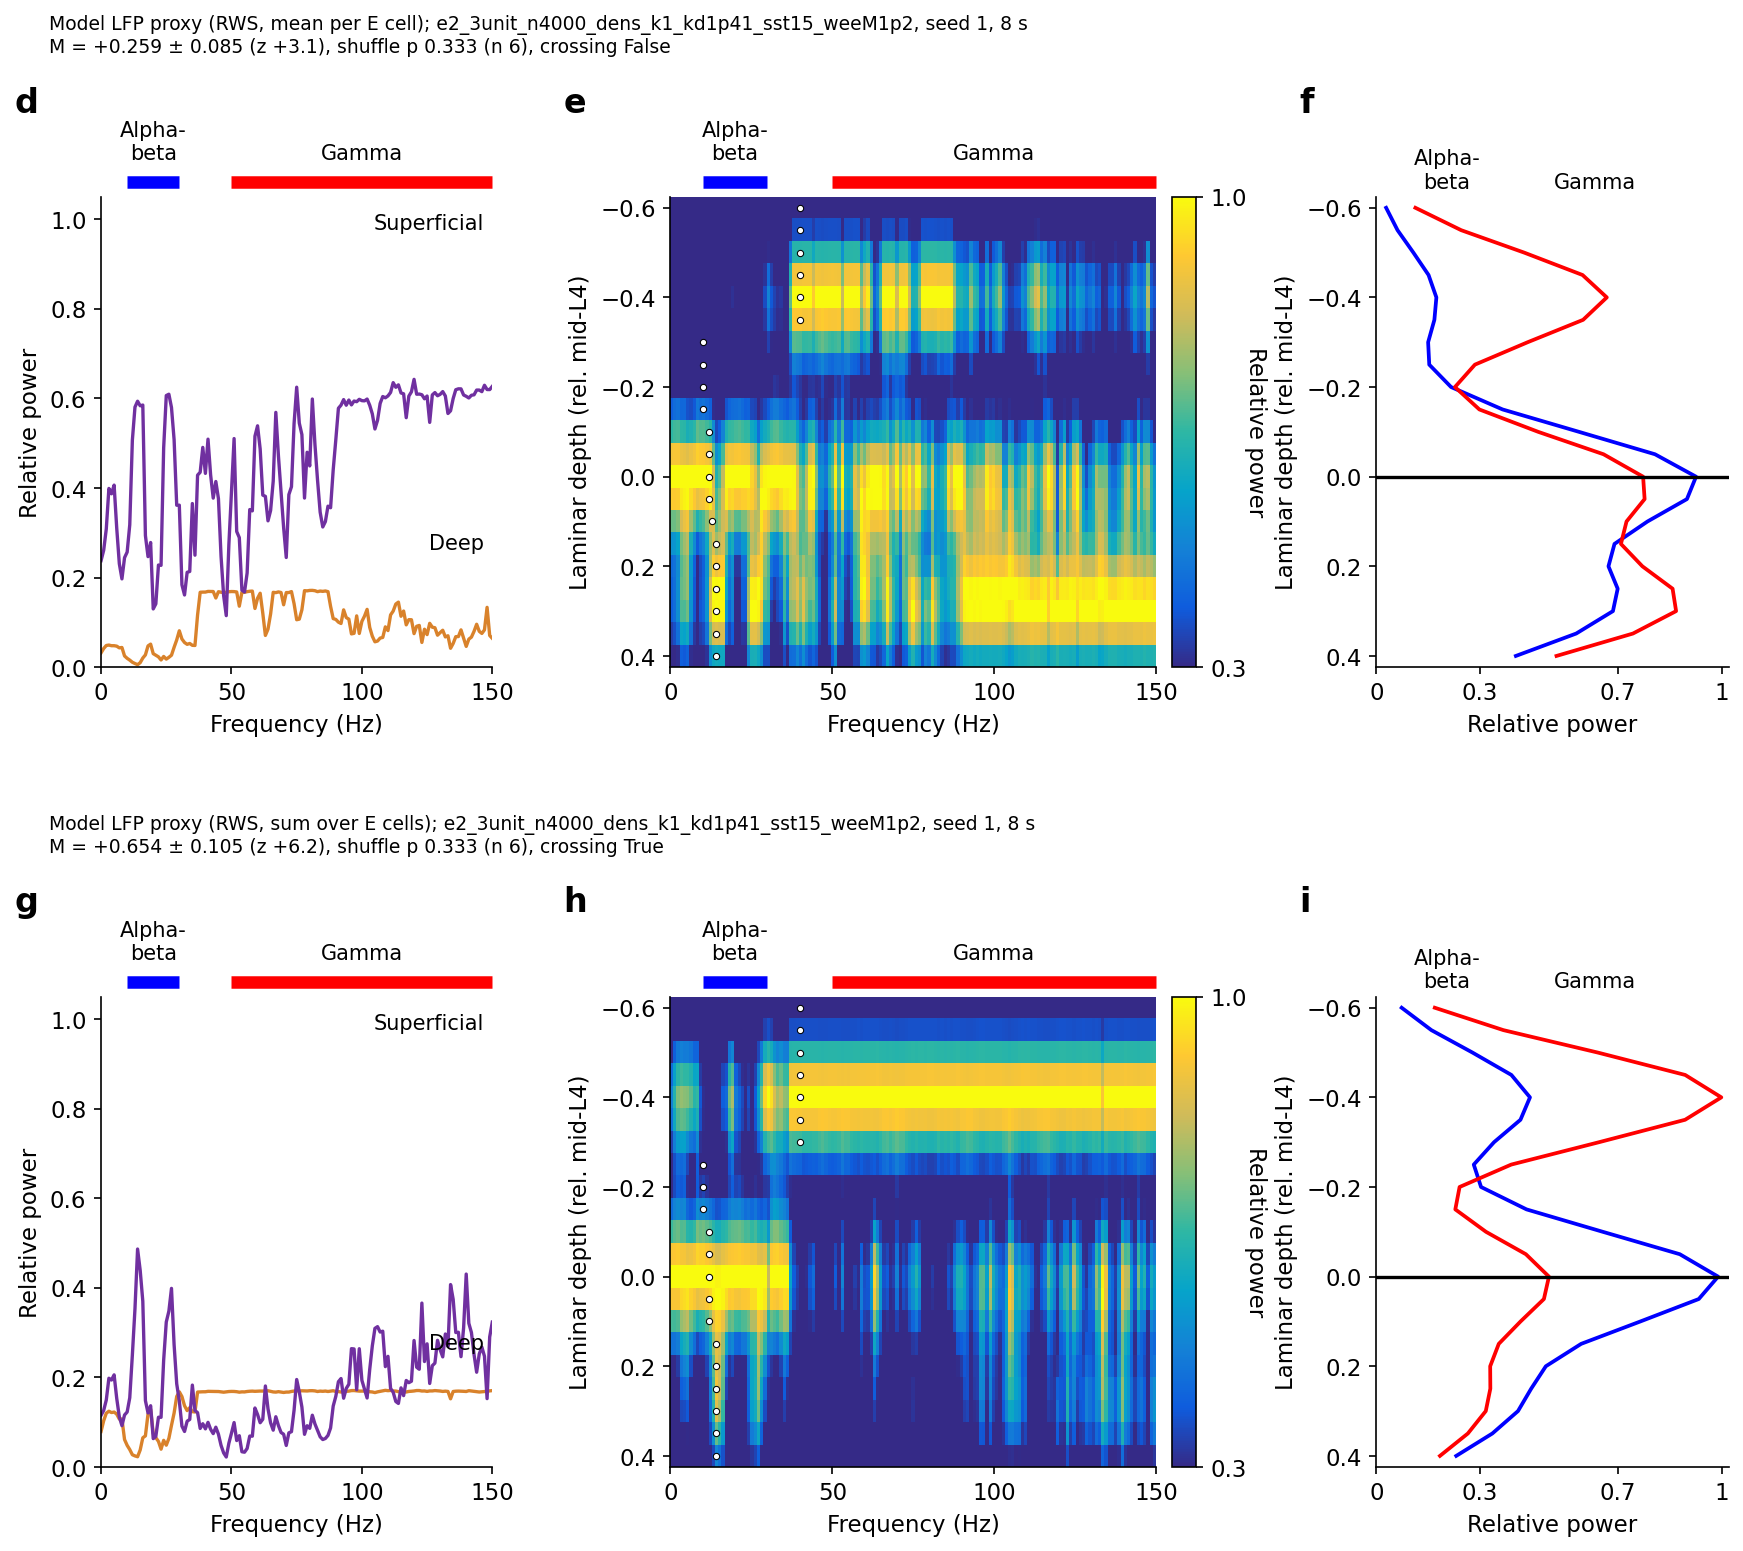 Model LFP proxy (RWS, mean per E cell); e2_3unit_n4000_dens_k1_kd1p41_sst15_weeM1p2, seed 1, 8 s
M = +0.259 ± 0.085 (z +3.1), shuffle p 0.333 (n 6), crossing False
d
Alpha-
beta
Gamma
Superficial
Deep
Relative power
1.0
0.8
0.6
0.4
0.2
0.0
0
50
100
150
Frequency (Hz)
e
Alpha-
beta
Gamma
Laminar depth (rel. mid-L4)
−0.6
−0.4
−0.2
0.0
0.2
0.4
0
50
100
150
Frequency (Hz)
1.0
0.3
Relative power
f
Alpha-
beta
Gamma
Laminar depth (rel. mid-L4)
−0.6
−0.4
−0.2
0.0
0.2
0.4
0
0.3
0.7
1
Relative power
Model LFP proxy (RWS, sum over E cells); e2_3unit_n4000_dens_k1_kd1p41_sst15_weeM1p2, seed 1, 8 s
M = +0.654 ± 0.105 (z +6.2), shuffle p 0.333 (n 6), crossing True
g
Alpha-
beta
Gamma
Superficial
Deep
Relative power
1.0
0.8
0.6
0.4
0.2
0.0
0
50
100
150
Frequency (Hz)
h
Alpha-
beta
Gamma
Laminar depth (rel. mid-L4)
−0.6
−0.4
−0.2
0.0
0.2
0.4
0
50
100
150
Frequency (Hz)
1.0
0.3
Relative power
i
Alpha-
beta
Gamma
Laminar depth (rel. mid-L4)
−0.6
−0.4
−0.2
0.0
0.2
0.4
0
0.3
0.7
1
Relative power